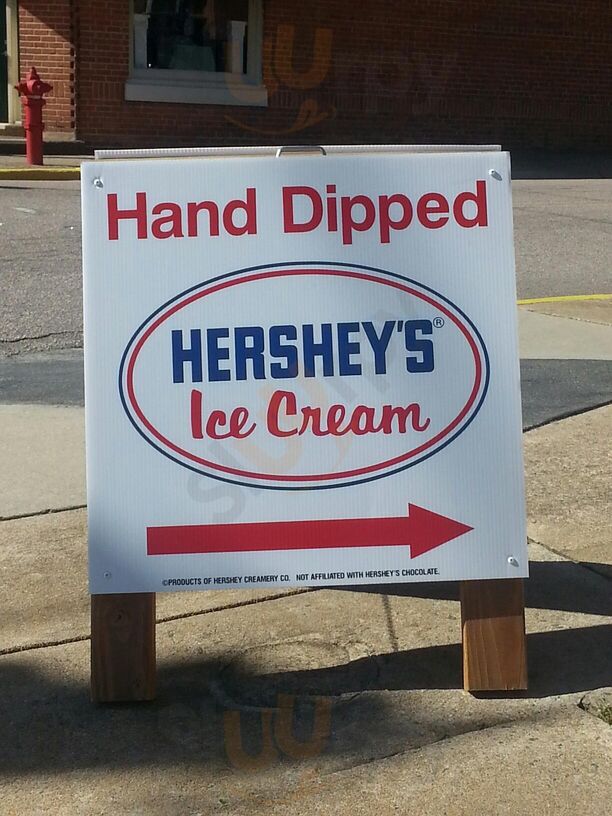 Hand Dipped
HERSHEY'S®
Ice Cream
©PRODUCTS OF HERSHEY CREAMERY CO. NOT AFFILIATED WITH HERSHEY'S CHOCOLATE.